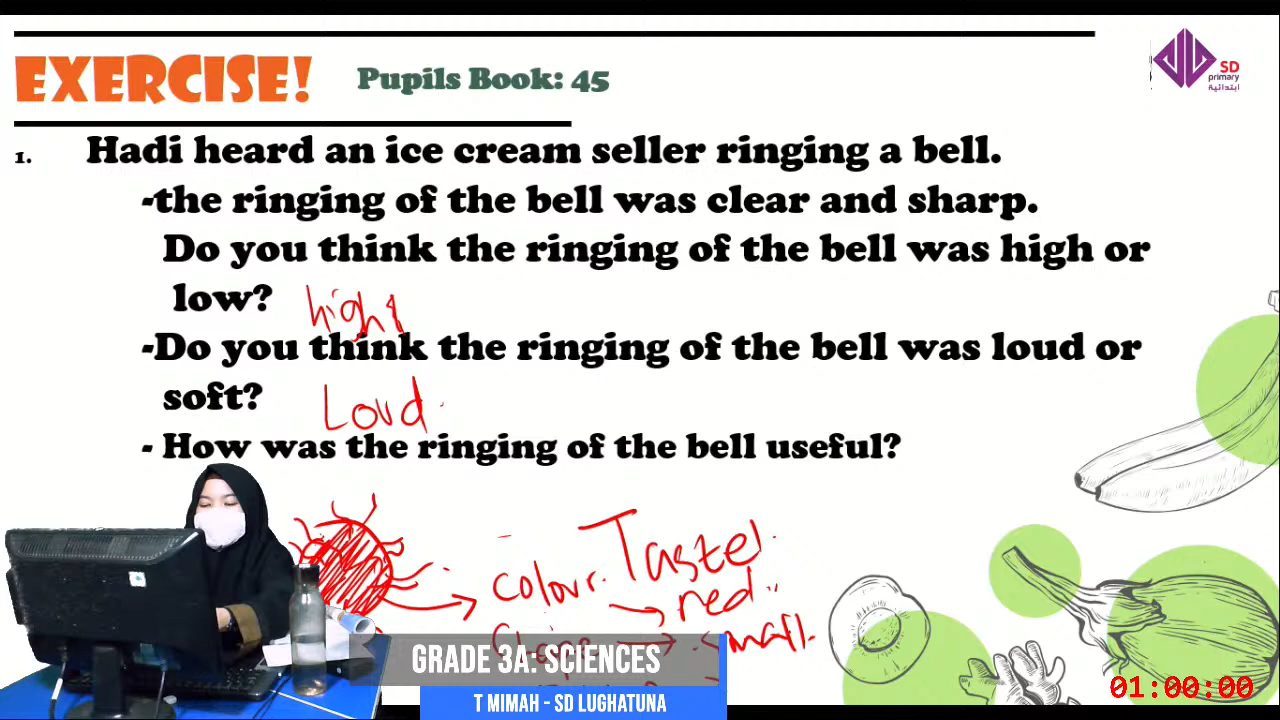 EXERCISE!
Pupils Book: 45
SD
primary
ابتدائية
1. Hadi heard an ice cream seller ringing a bell.
-the ringing of the bell was clear and sharp.
Do you think the ringing of the bell was high or
low? high
-Do you think the ringing of the bell was loud or
soft? Loud
- How was the ringing of the bell useful?
Taste
colour. red
small
GRADE 3A: SCIENCES
T MIMAH - SD LUGHATUNA
01:00:00